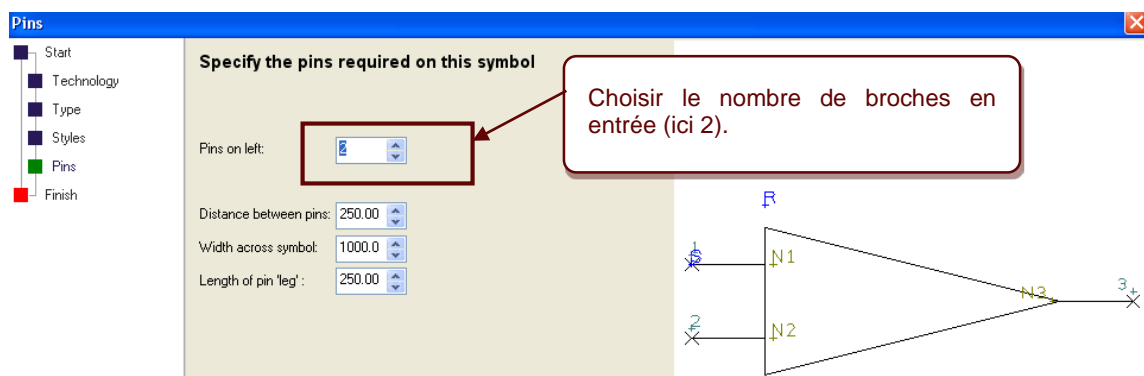 Pins
Start
Technology
Type
Styles
Pins
Finish
Specify the pins required on this symbol
Choisir le nombre de broches en
entrée (ici 2).
Pins on left:
2
Distance between pins:
250.00
Width across symbol:
1000.0
Length of pin 'leg' :
250.00
R
1
N1
2
N2
N3
3